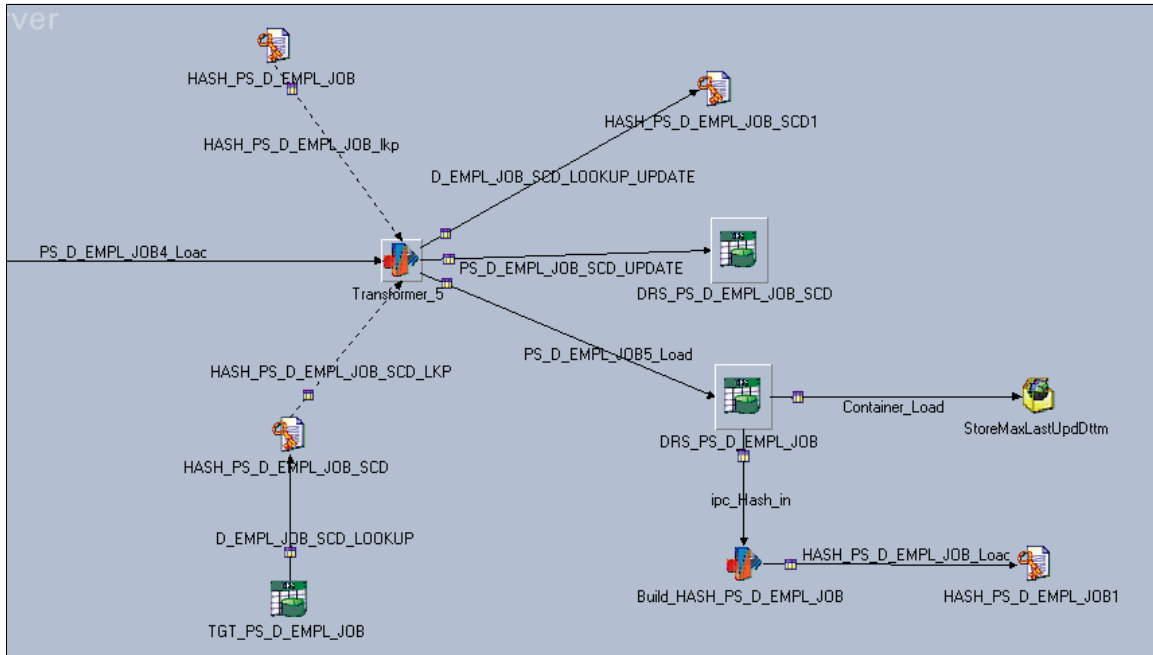 rver
HASH_PS_D_EMPL_JOB
HASH_PS_D_EMPL_JOB_SCD1
HASH_PS_D_EMPL_JOB_lkp
D_EMPL_JOB_SCD_LOOKUP_UPDATE
PS_D_EMPL_JOB4_Loac
PS_D_EMPL_JOB_SCD_UPDATE
Transformer_5
DRS_PS_D_EMPL_JOB_SCD
PS_D_EMPL_JOB5_Load
HASH_PS_D_EMPL_JOB_SCD_LKP
Container_Load
StoreMaxLastUpdDttm
DRS_PS_D_EMPL_JOB
HASH_PS_D_EMPL_JOB_SCD
ipc_Hash_in
D_EMPL_JOB_SCD_LOOKUP
HASH_PS_D_EMPL_JOB_Loac
Build_HASH_PS_D_EMPL_JOB
HASH_PS_D_EMPL_JOB1
TGT_PS_D_EMPL_JOB